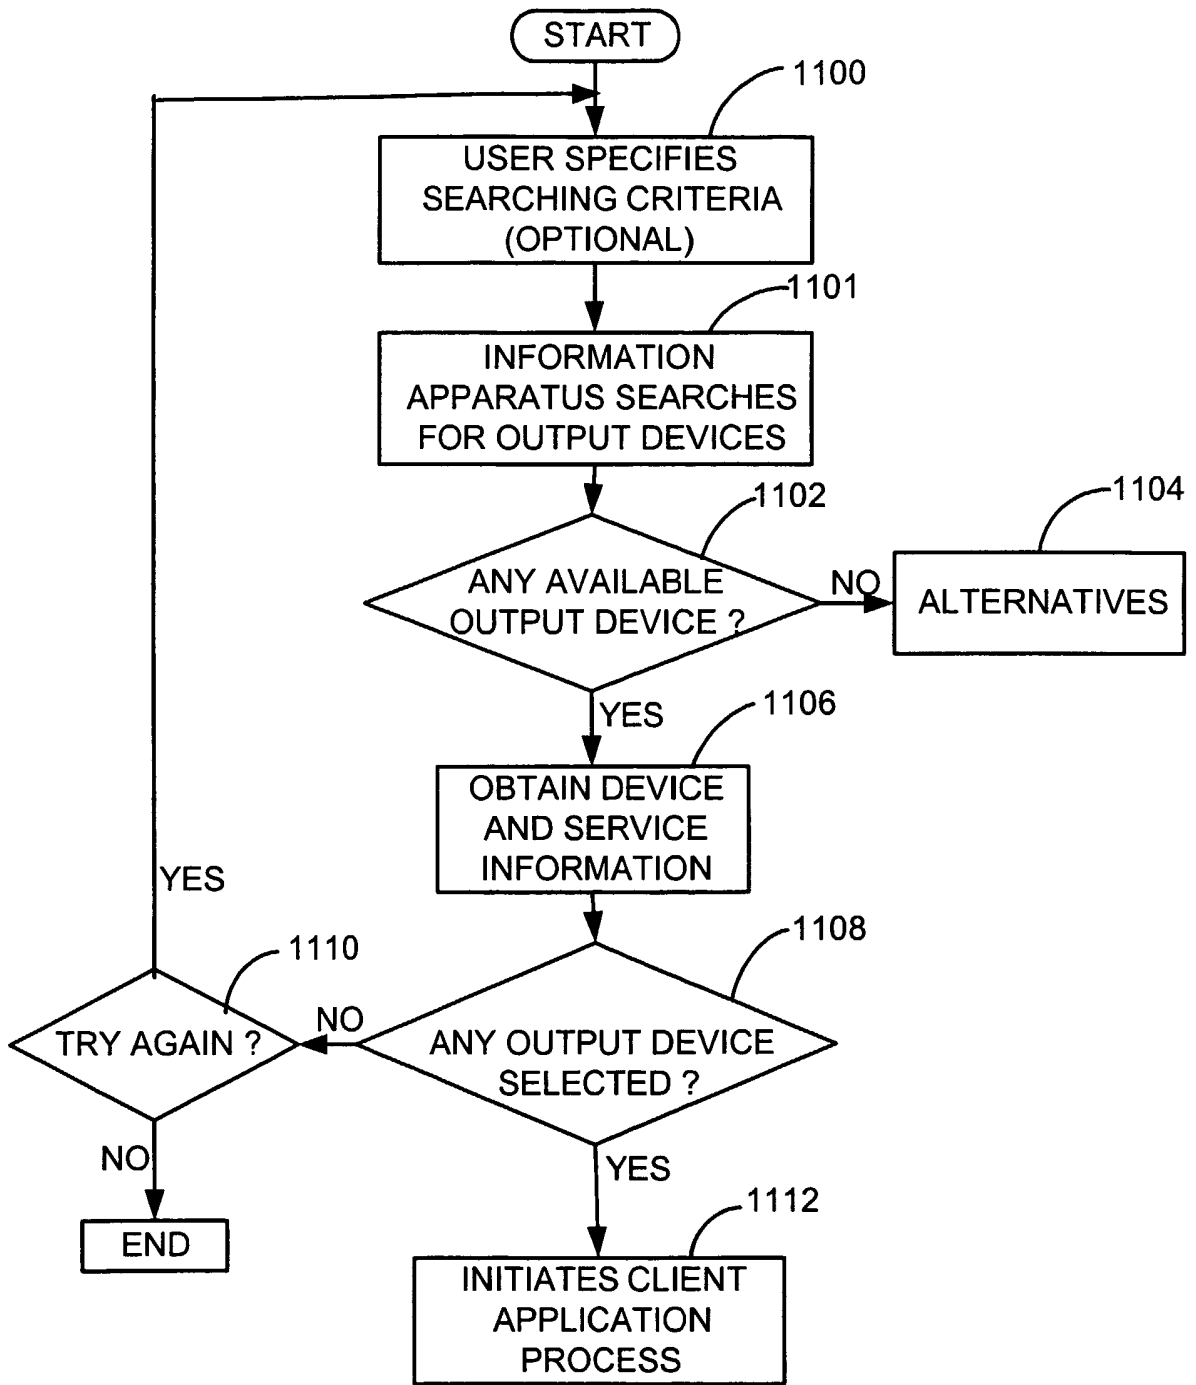 START
1100
USER SPECIFIES
SEARCHING CRITERIA
(OPTIONAL)
1101
INFORMATION
APPARATUS SEARCHES
FOR OUTPUT DEVICES
1102
1104
ANY AVAILABLE
OUTPUT DEVICE ?
NO
ALTERNATIVES
YES
1106
OBTAIN DEVICE
AND SERVICE
INFORMATION
YES
1108
1110
NO
TRY AGAIN ?
ANY OUTPUT DEVICE
SELECTED ?
NO
YES
END
1112
INITIATES CLIENT
APPLICATION
PROCESS